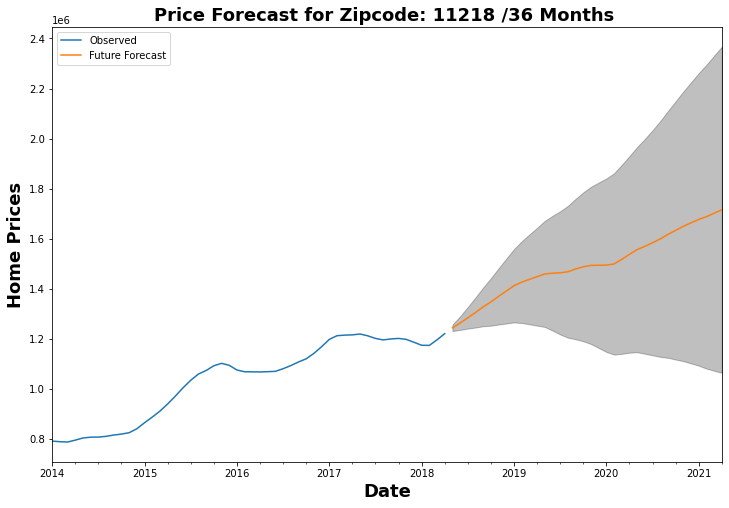 Price Forecast for Zipcode: 11218 /36 Months
1e6
Observed
Future Forecast
2.4
2.2
2.0
1.8
1.6
1.4
1.2
1.0
0.8
Home Prices
2014 2015 2016 2017 2018 2019 2020 2021
Date